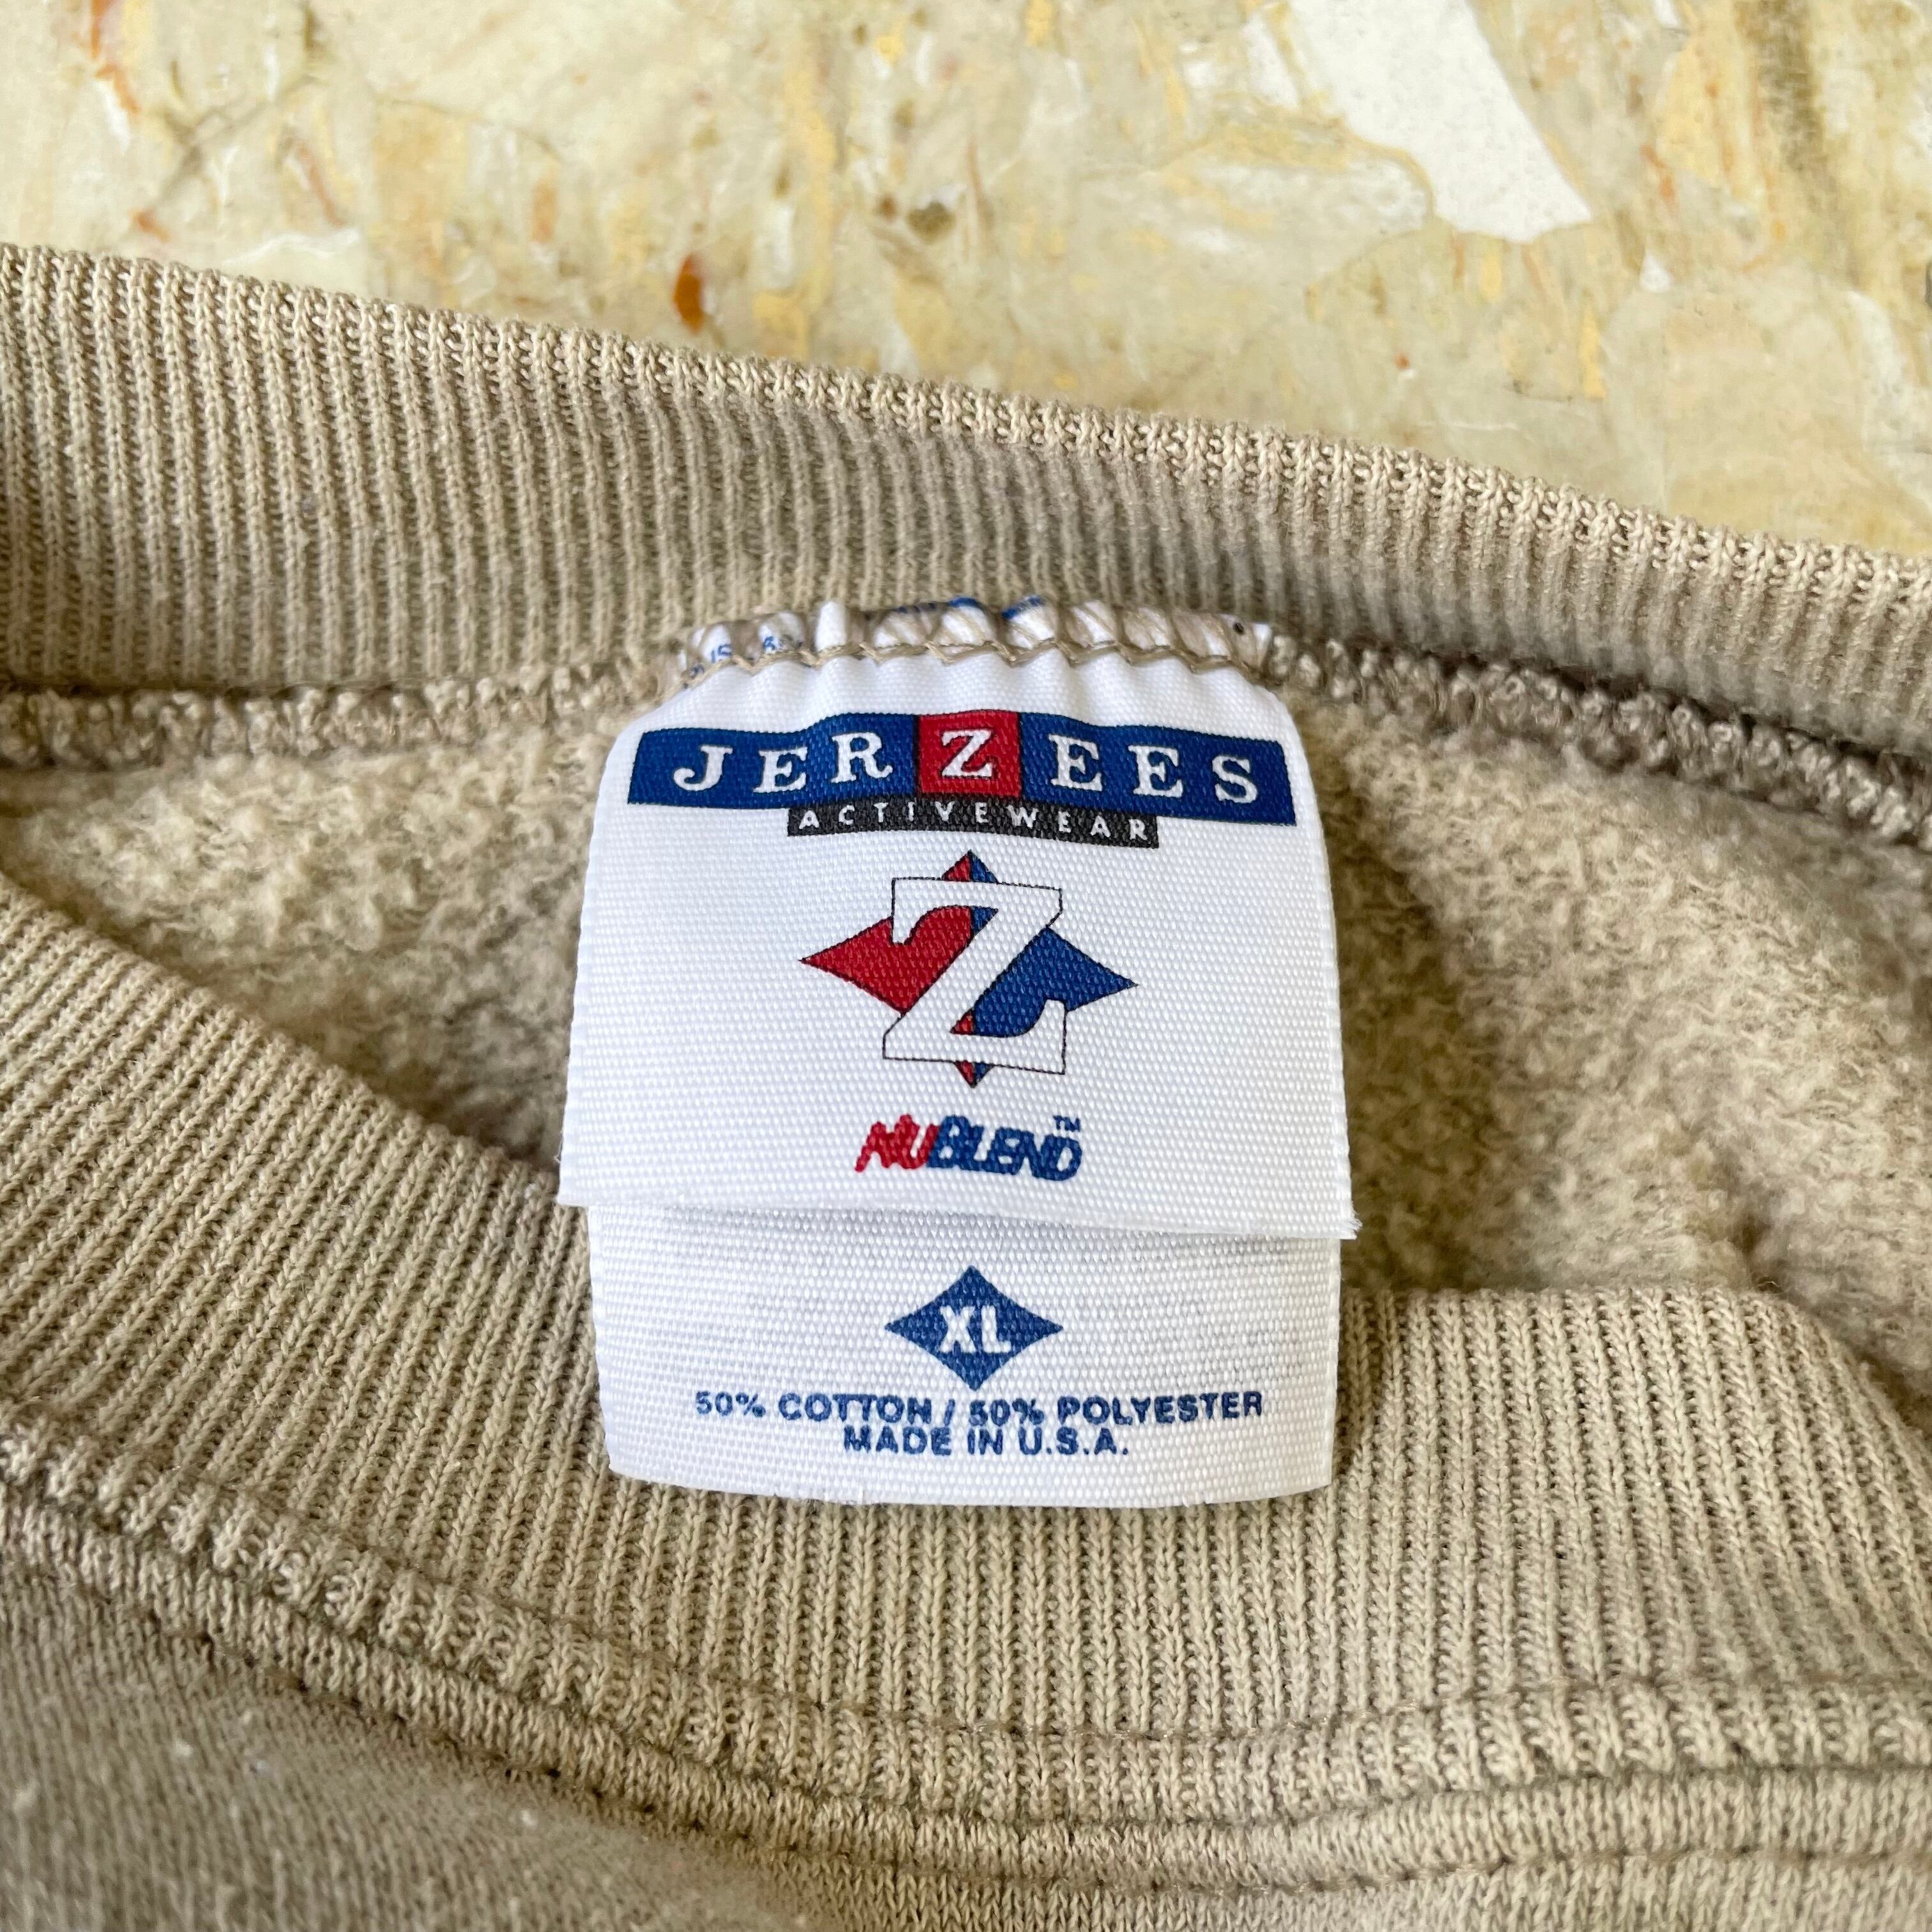 JERZEES
ACTIVEWEAR
Z
NUBLEND™
XL
50% COTTON / 50% POLYESTER
MADE IN U.S.A.